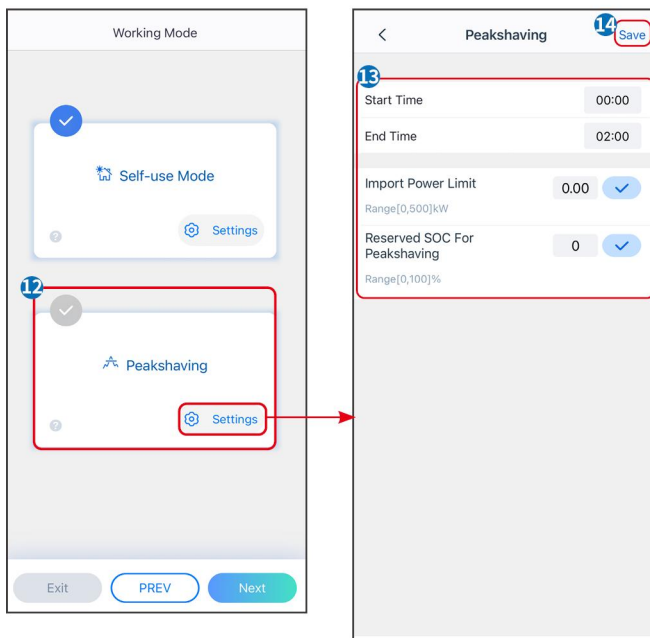 Working Mode
Self-use Mode
?
Settings
12
Peakshaving
?
Settings
Exit
PREV
Next
Peakshaving
14
Save
13
Start Time
00:00
End Time
02:00
Import Power Limit
0.00
Range[0,500]kW
Reserved SOC For
Peakshaving
0
Range[0,100]%